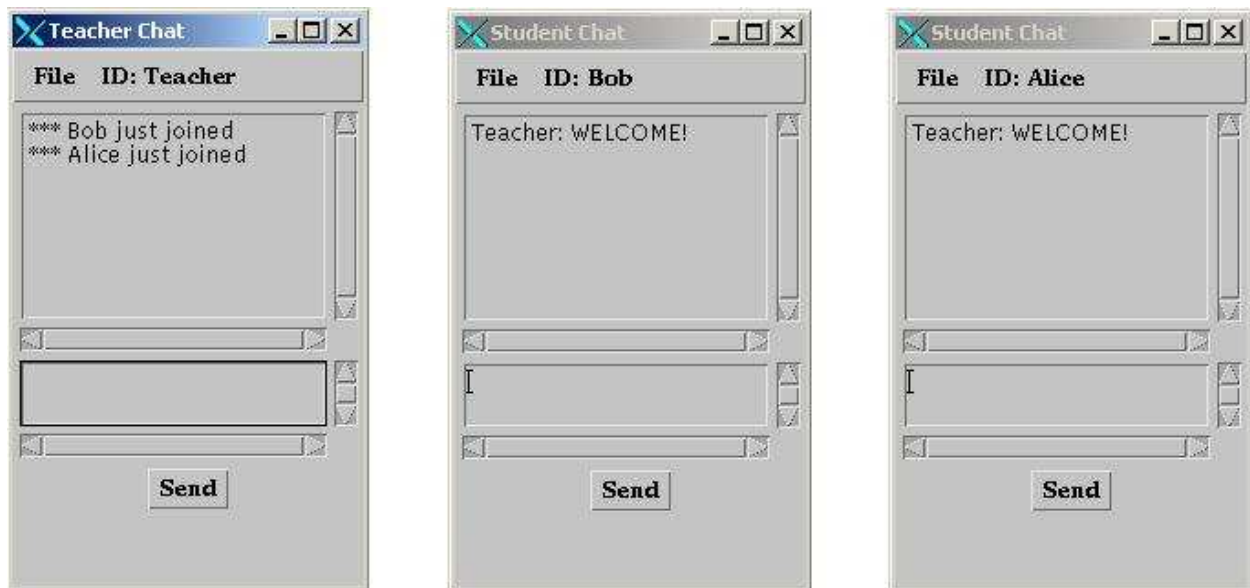 Teacher Chat
File ID: Teacher
*** Bob just joined
*** Alice just joined
Send
Student Chat
File ID: Bob
Teacher: WELCOME!
Send
Student Chat
File ID: Alice
Teacher: WELCOME!
Send